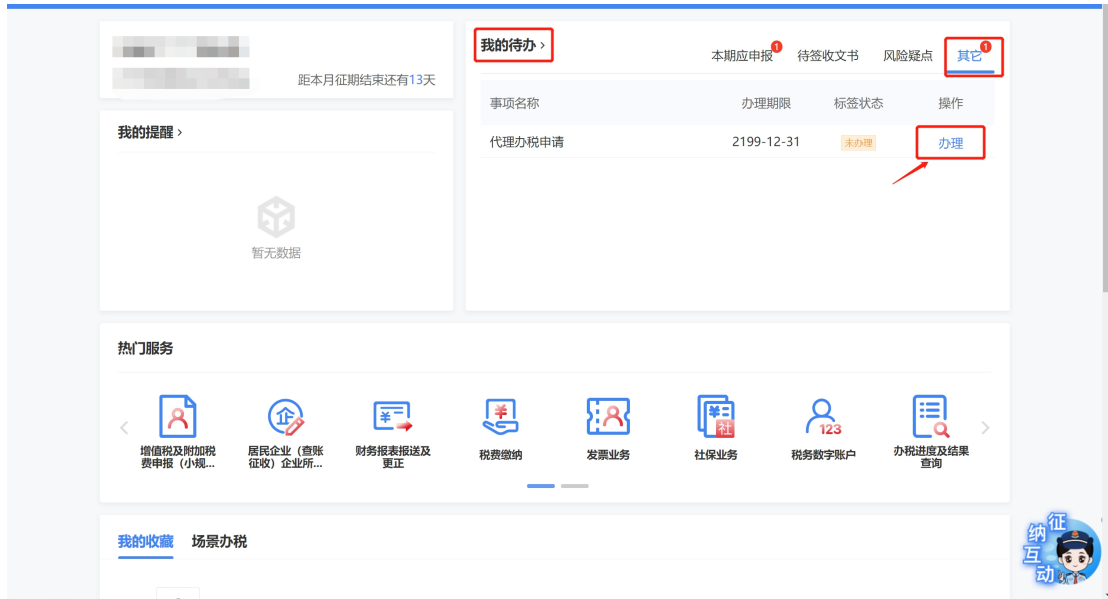 距本月征期结束还有13天
我的提醒 >
暂无数据
我的待办 >
本期应申报 1 待签收文书 风险疑点 其它 1
事项名称 办理期限 标签状态 操作
代理办税申请 2199-12-31 未办理 办理
热门服务
增值税及附加税
费申报（小规...
居民企业（查账
征收）企业所...
财务报表报送及
更正
税费缴纳
发票业务
社保业务
税务数字账户
办税进度及结果
查询
企
¥
¥
¥
社
123
我的收藏 场景办税
征
纳
互
动